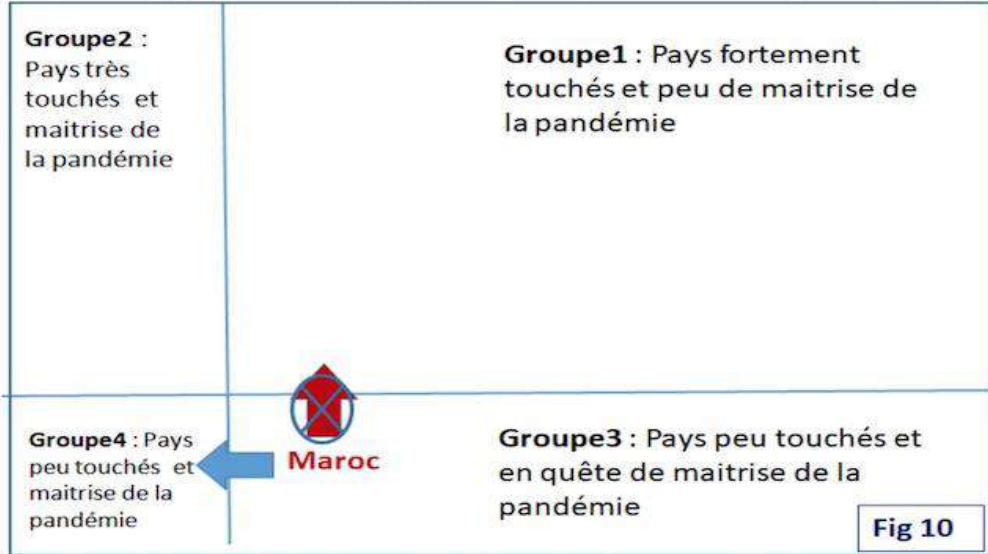 Groupe2 :
Pays très
touchés et
maitrise de
la pandémie
Groupe1 : Pays fortement
touchés et peu de maitrise de
la pandémie
Groupe4 : Pays
peu touchés et
maitrise de la
pandémie
Maroc
Groupe3 : Pays peu touchés et
en quête de maitrise de la
pandémie
Fig 10